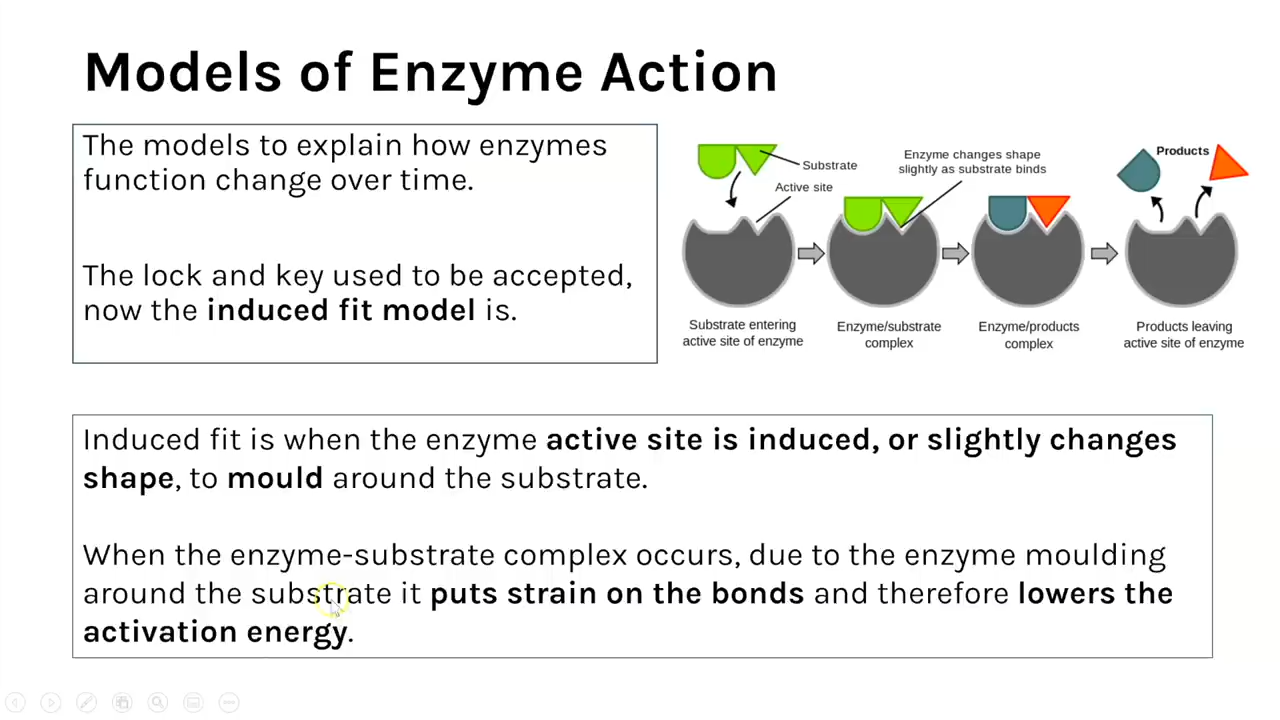 Models of Enzyme Action
The models to explain how enzymes
function change over time.
The lock and key used to be accepted,
now the induced fit model is.
Substrate
Active site
Enzyme changes shape
slightly as substrate binds
Products
Substrate entering
active site of enzyme
Enzyme/substrate
complex
Enzyme/products
complex
Products leaving
active site of enzyme
Induced fit is when the enzyme active site is induced, or slightly changes
shape, to mould around the substrate.
When the enzyme-substrate complex occurs, due to the enzyme moulding
around the substrate it puts strain on the bonds and therefore lowers the
activation energy.